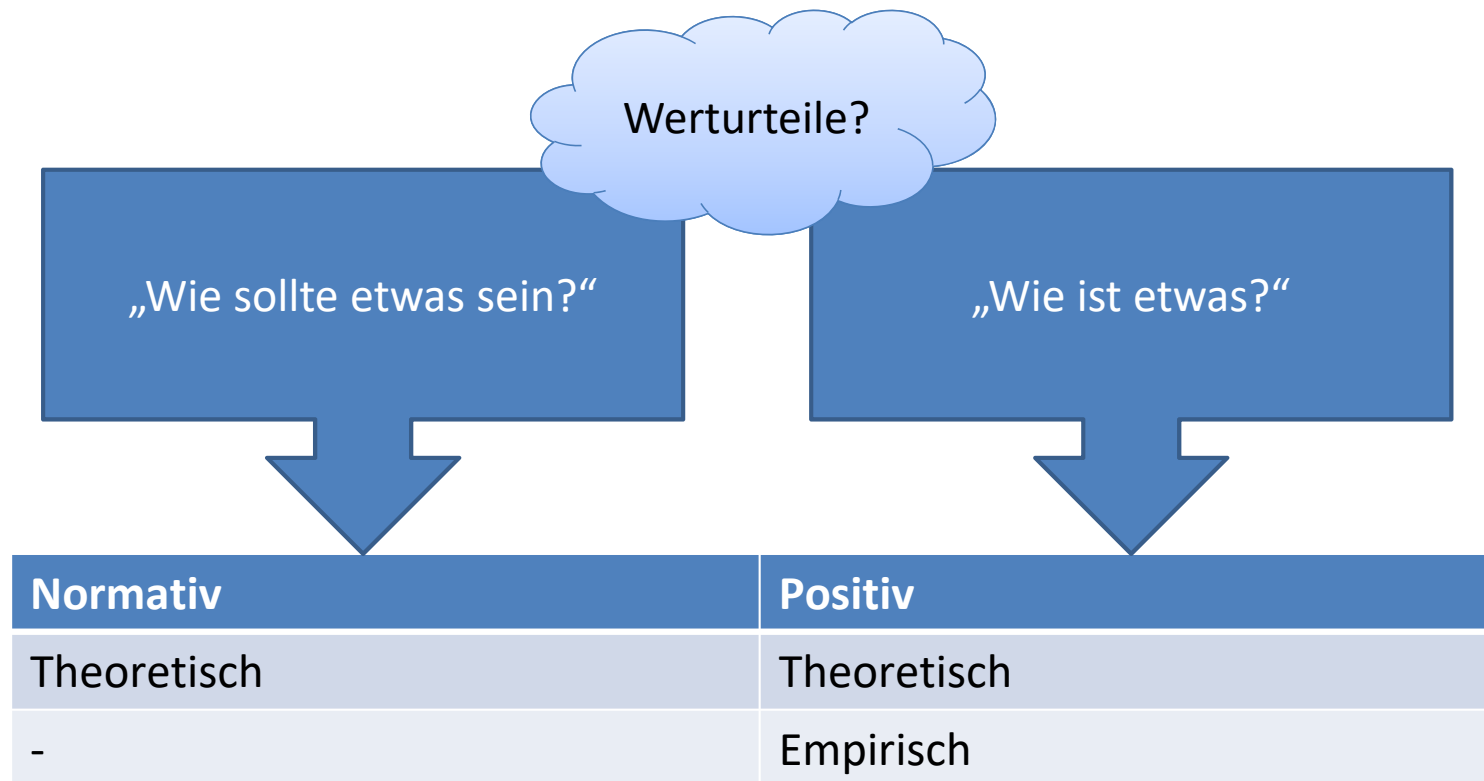 Werturteile?
„Wie sollte etwas sein?“
„Wie ist etwas?“
Normativ
Positiv
Theoretisch
Theoretisch
-
Empirisch